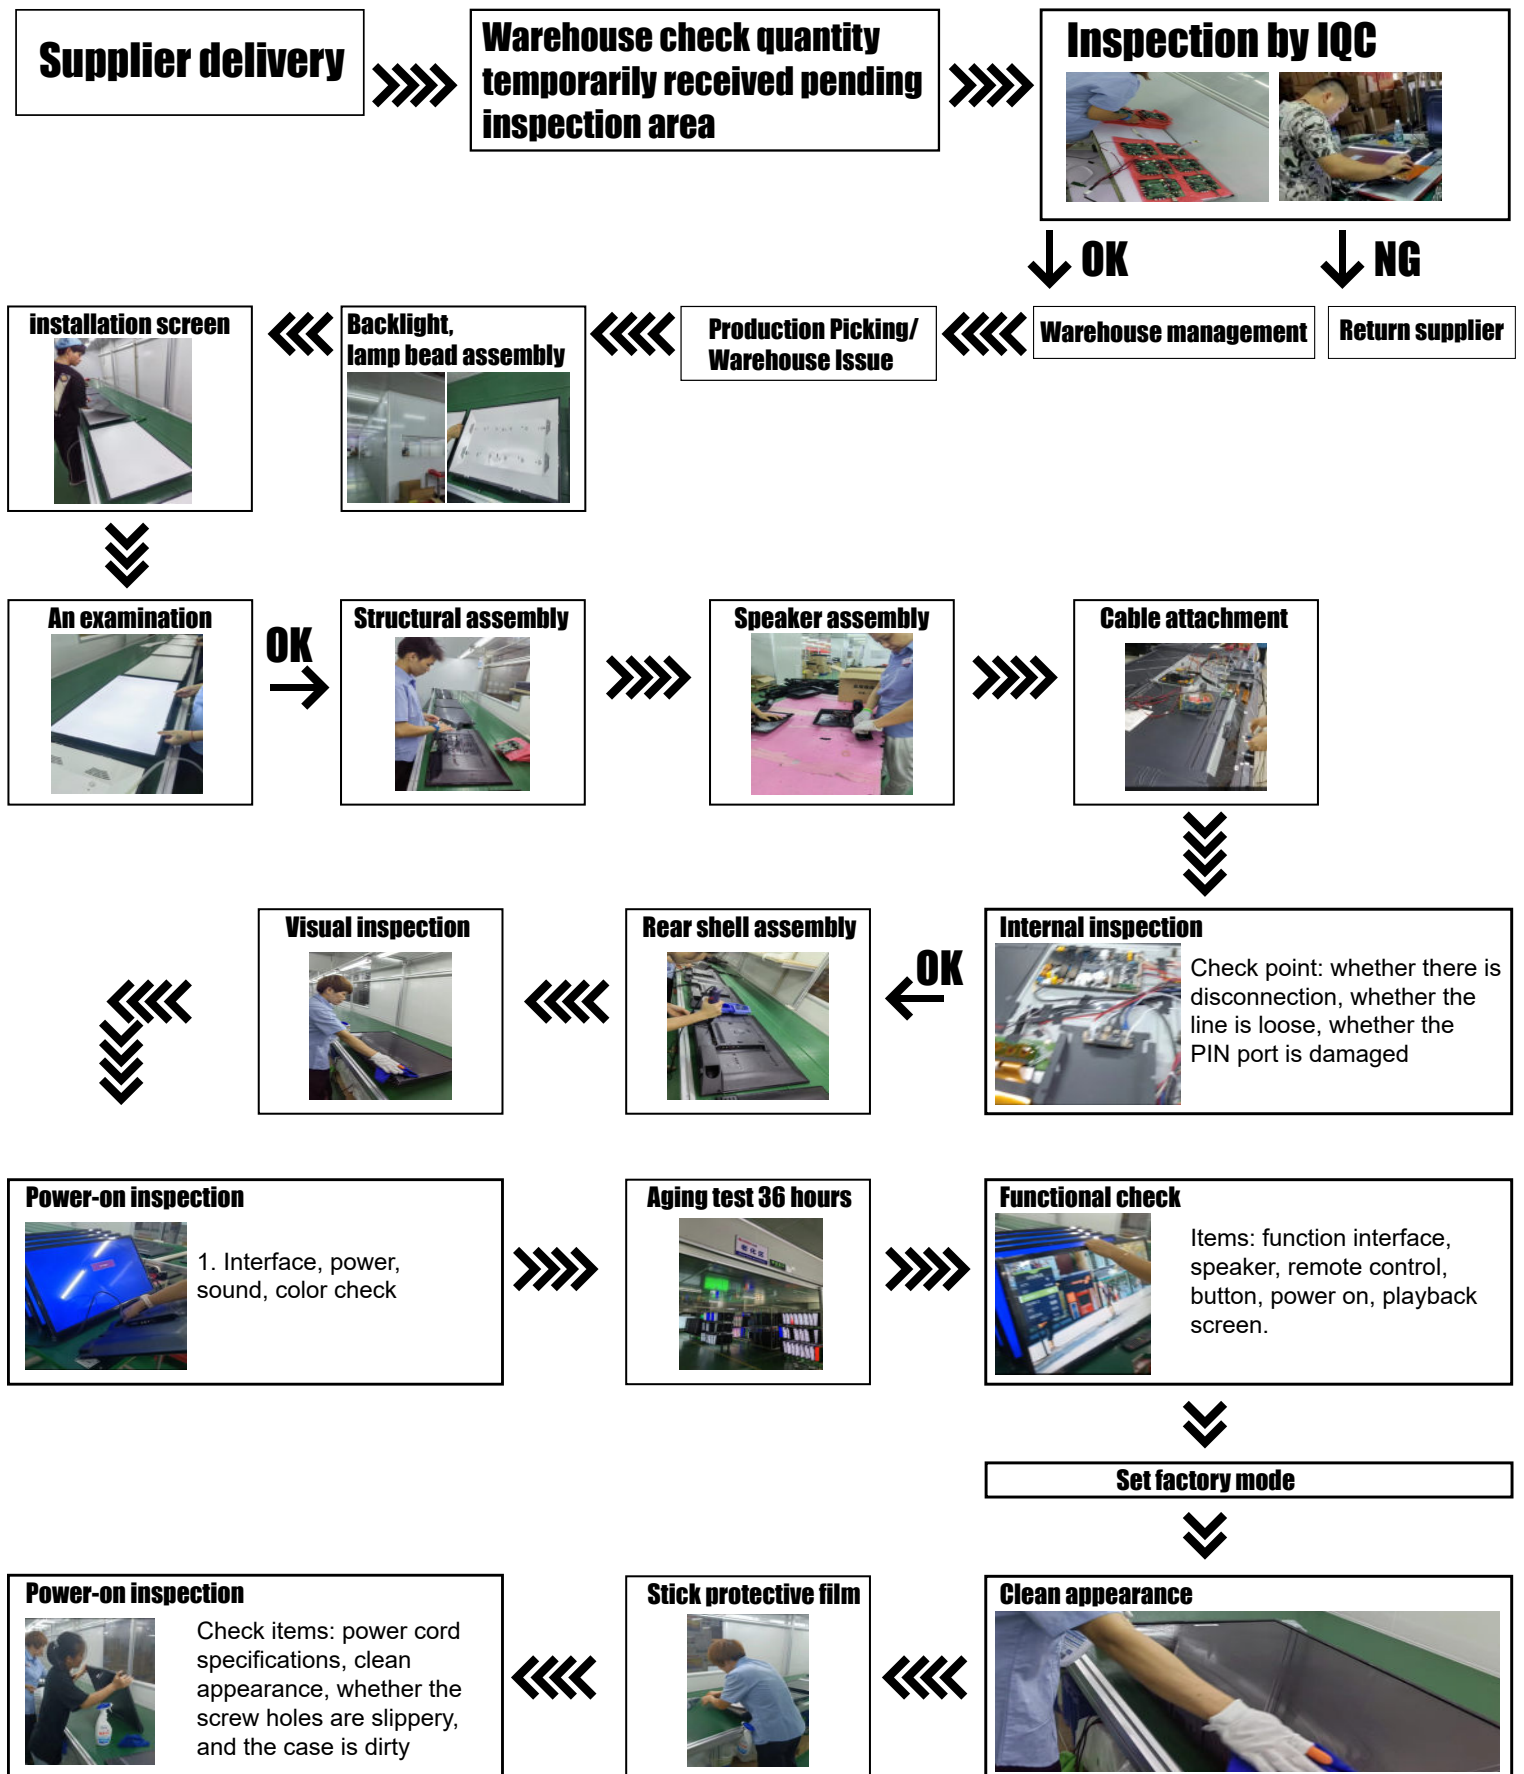 Supplier delivery
Warehouse check quantity
temporarily received pending
inspection area
Inspection by IQC
OK
NG
installation screen
Backlight,
lamp bead assembly
Production Picking/
Warehouse Issue
Warehouse management
Return supplier
An examination
OK
Structural assembly
Speaker assembly
Cable attachment
Visual inspection
Rear shell assembly
OK
Internal inspection
Check point: whether there is
disconnection, whether the
line is loose, whether the
PIN port is damaged
Power-on inspection
1. Interface, power,
sound, color check
Aging test 36 hours
老化区
Functional check
Items: function interface,
speaker, remote control,
button, power on, playback
screen.
Set factory mode
Power-on inspection
Check items: power cord
specifications, clean
appearance, whether the
screw holes are slippery,
and the case is dirty
Stick protective film
Clean appearance